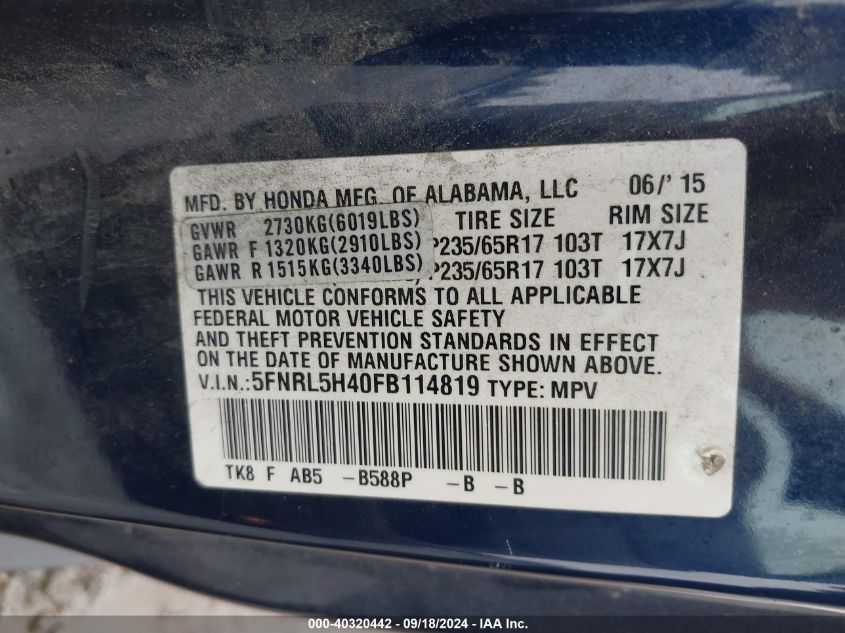 MFD. BY HONDA MFG. OF ALABAMA, LLC 06/'15
GVWR 2730KG(6019LBS) TIRE SIZE RIM SIZE
GAWR F 1320KG(2910LBS) P235/65R17 103T 17X7J
GAWR R 1515KG(3340LBS) P235/65R17 103T 17X7J
THIS VEHICLE CONFORMS TO ALL APPLICABLE
FEDERAL MOTOR VEHICLE SAFETY
AND THEFT PREVENTION STANDARDS IN EFFECT
ON THE DATE OF MANUFACTURE SHOWN ABOVE.
V.I.N.:5FNRL5H40FB114819 TYPE: MPV
TK8 F AB5 -B588P -B -B
000-40320442 - 09/18/2024 - IAA Inc.